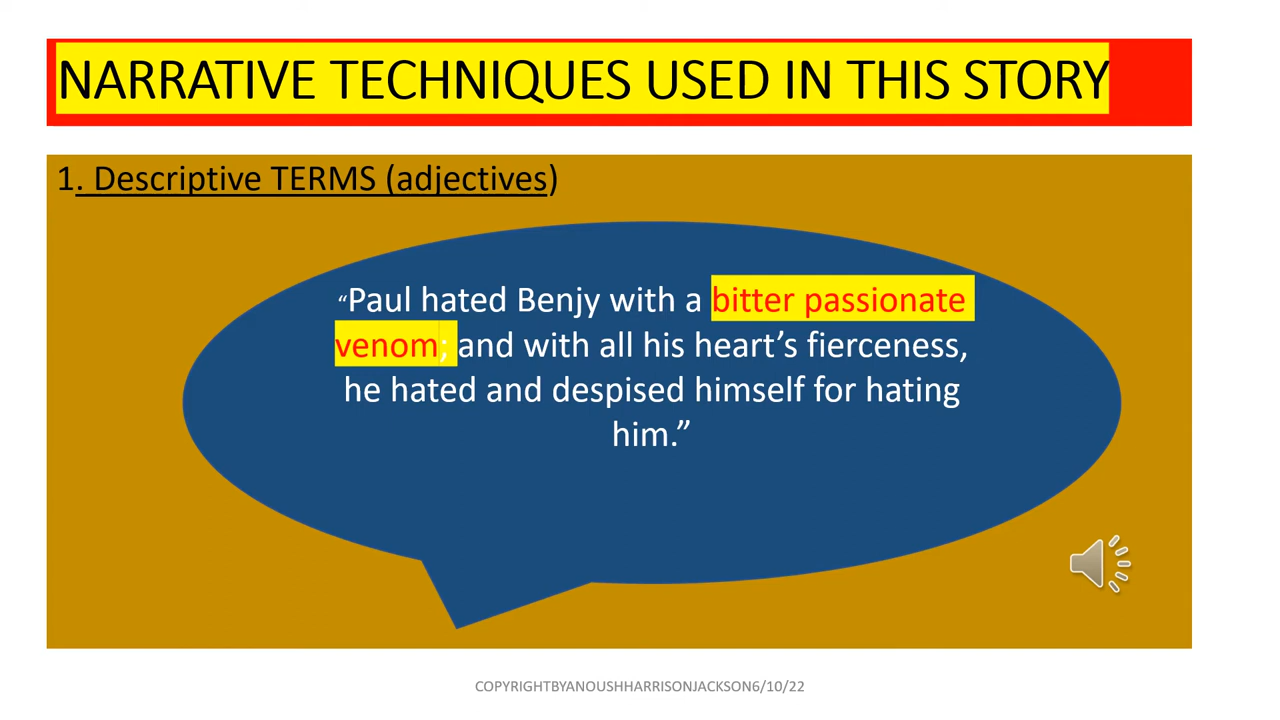 NARRATIVE TECHNIQUES USED IN THIS STORY
1. Descriptive TERMS (adjectives)
“Paul hated Benjy with a bitter passionate
venom; and with all his heart’s fierceness,
he hated and despised himself for hating
him.”
COPYRIGHTBYANOUSHHARRISONJACKSON6/10/22